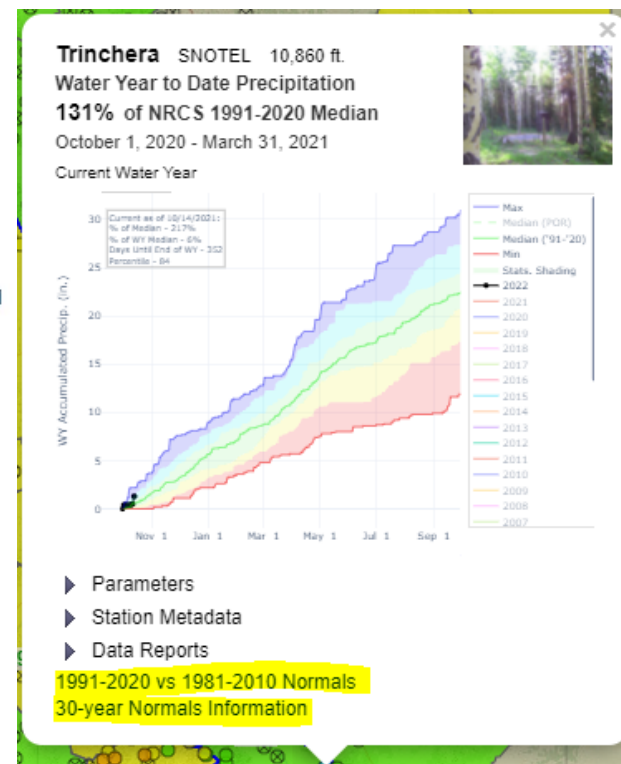 Trinchera SNOTEL 10,860 ft.
Water Year to Date Precipitation
131% of NRCS 1991-2020 Median
October 1, 2020 - March 31, 2021
Current Water Year
Current as of 10/14/2021:
% of Median - 217%
% of WY Median - 6%
Days Until End of WY - 352
Percentile - 84
WY Accumulated Precip. (in.)
30
25
20
15
10
5
0
Nov 1 Jan 1 Mar 1 May 1 Jul 1 Sep 1
Max
Median (POR)
Median ('91-'20)
Min
Stats. Shading
2022
2021
2020
2019
2018
2017
2016
2015
2014
2013
2012
2011
2010
2009
2008
2007
Parameters
Station Metadata
Data Reports
1991-2020 vs 1981-2010 Normals
30-year Normals Information